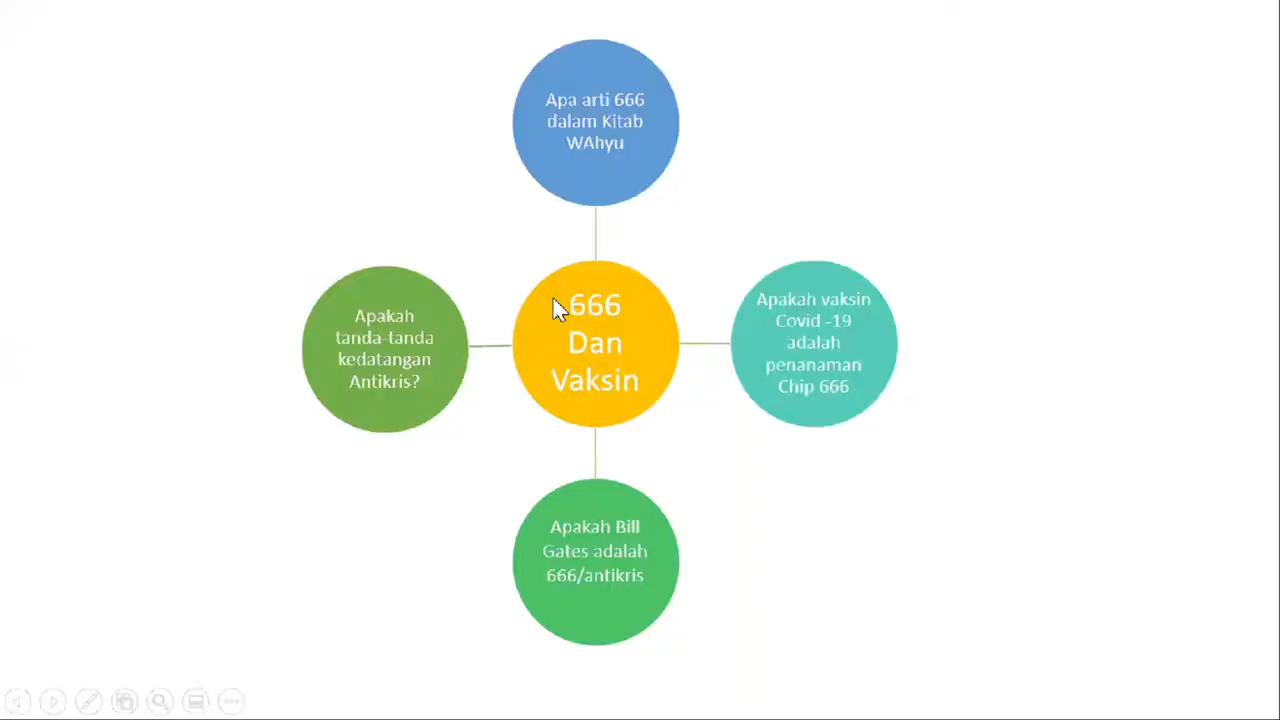 Apa arti 666
dalam Kitab
WAhyu
Apakah
tanda-tanda
kedatangan
Antikris?
666
Dan
Vaksin
Apakah vaksin
Covid -19
adalah
penanaman
Chip 666
Apakah Bill
Gates adalah
666/antikris